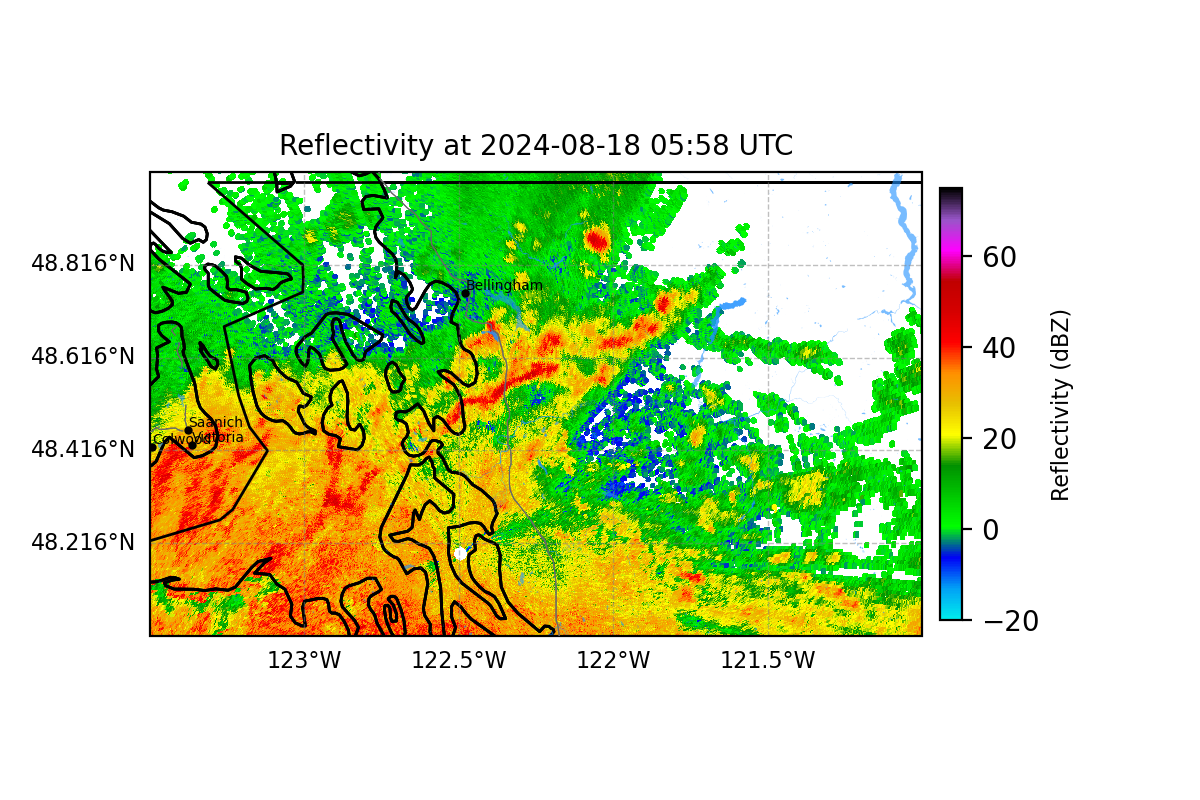 Reflectivity at 2024-08-18 05:58 UTC
48.816°N
48.616°N
48.416°N
48.216°N
123°W
122.5°W
122°W
121.5°W
Bellingham
Saanich
Colwood
Victoria
60
40
20
0
−20
Reflectivity (dBZ)